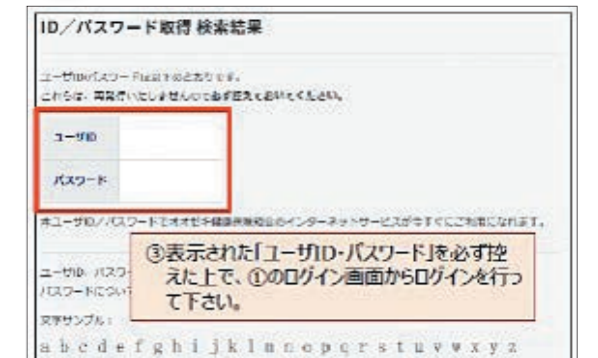 ID／パスワード取得 検索結果
ユーザID/パスワードは以下のとおりです。
これらは、再発行いたしませんので必ず控えておいてください。
ユーザID
パスワード
本ユーザID／パスワードでオオゼキ健康保険組合のインターネットサービスが今すぐにご利用になれます。
③表示された「ユーザID・パスワード」を必ず控
えた上で、①のログイン画面からログインを行っ
て下さい。
ユーザID、パスワ
パスワードについ
文字サンプル：
a b c d e f g h i j k l m n o p q r s t u v w x y z